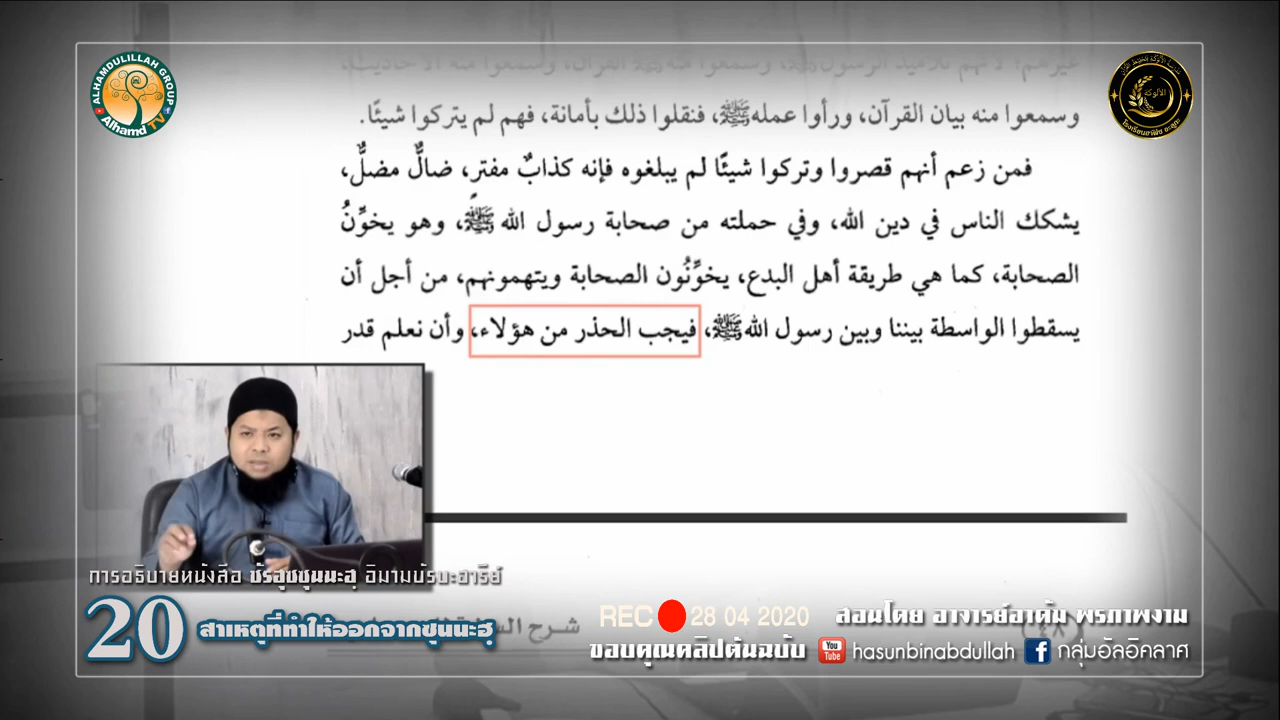 ALHAMDULILLAH GROUP
Alhamd TV
الألوكة
وسمعوا منه بيان القرآن، ورأوا عمله ﷺ، فنقلوا ذلك بأمانة، فهم لم يتركوا شيئًا.
فمن زعم أنهم قصروا وتركوا شيئًا لم يبلغوه فإنه كذابٌ مفترٍ، ضالٌّ مضلٌّ،
يشكك الناس في دين الله، وفي حملته من صحابة رسول الله ﷺ، وهو يخوِّنُ
الصحابة، كما هي طريقة أهل البدع، يخوِّنُون الصحابة ويتهمونهم، من أجل أن
يسقطوا الواسطة بيننا وبين رسول الله ﷺ، فيجب الحذر من هؤلاء، وأن نعلم قدر
การอธิบายหนังสือ ชัรฮุซซุนนะฮฺ อิมามบัรบะฮารีย์
20 สาเหตุที่ทำให้ออกจากซุนนะฮฺ
شرح
REC 28 04 2020
สอนโดย อาจารย์อาดัม พรภาพงาม
ขอบคุณคลิปต้นฉบับ You Tube hasunbinabdullah f กลุ่มอัลอิคลาศ